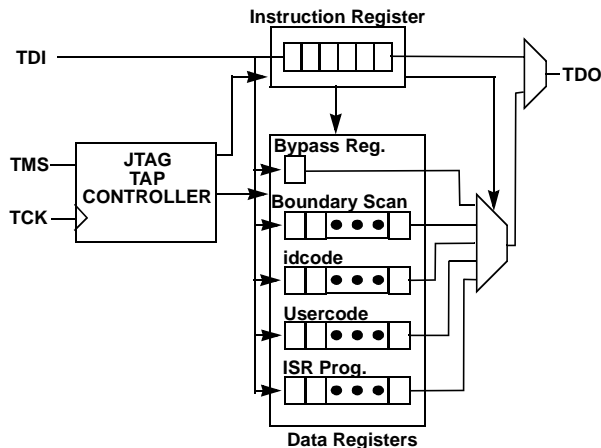 Instruction Register
TDI
TDO
TMS
TCK
JTAG
TAP
CONTROLLER
Bypass Reg.
Boundary Scan
idcode
Usercode
ISR Prog.
Data Registers